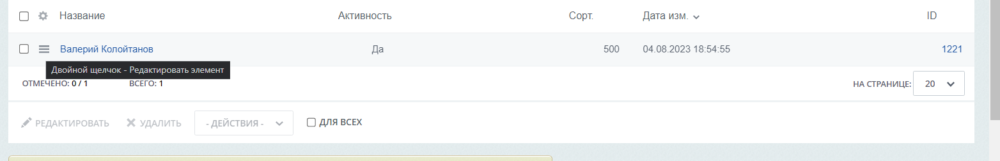 Название Активность Сорт. Дата изм. ID
Валерий Колойтанов Да 500 04.08.2023 18:54:55 1221
Двойной щелчок - Редактировать элемент
ОТМЕЧЕНО: 0 / 1 ВСЕГО: 1 НА СТРАНИЦЕ: 20
РЕДАКТИРОВАТЬ УДАЛИТЬ - ДЕЙСТВИЯ - ДЛЯ ВСЕХ